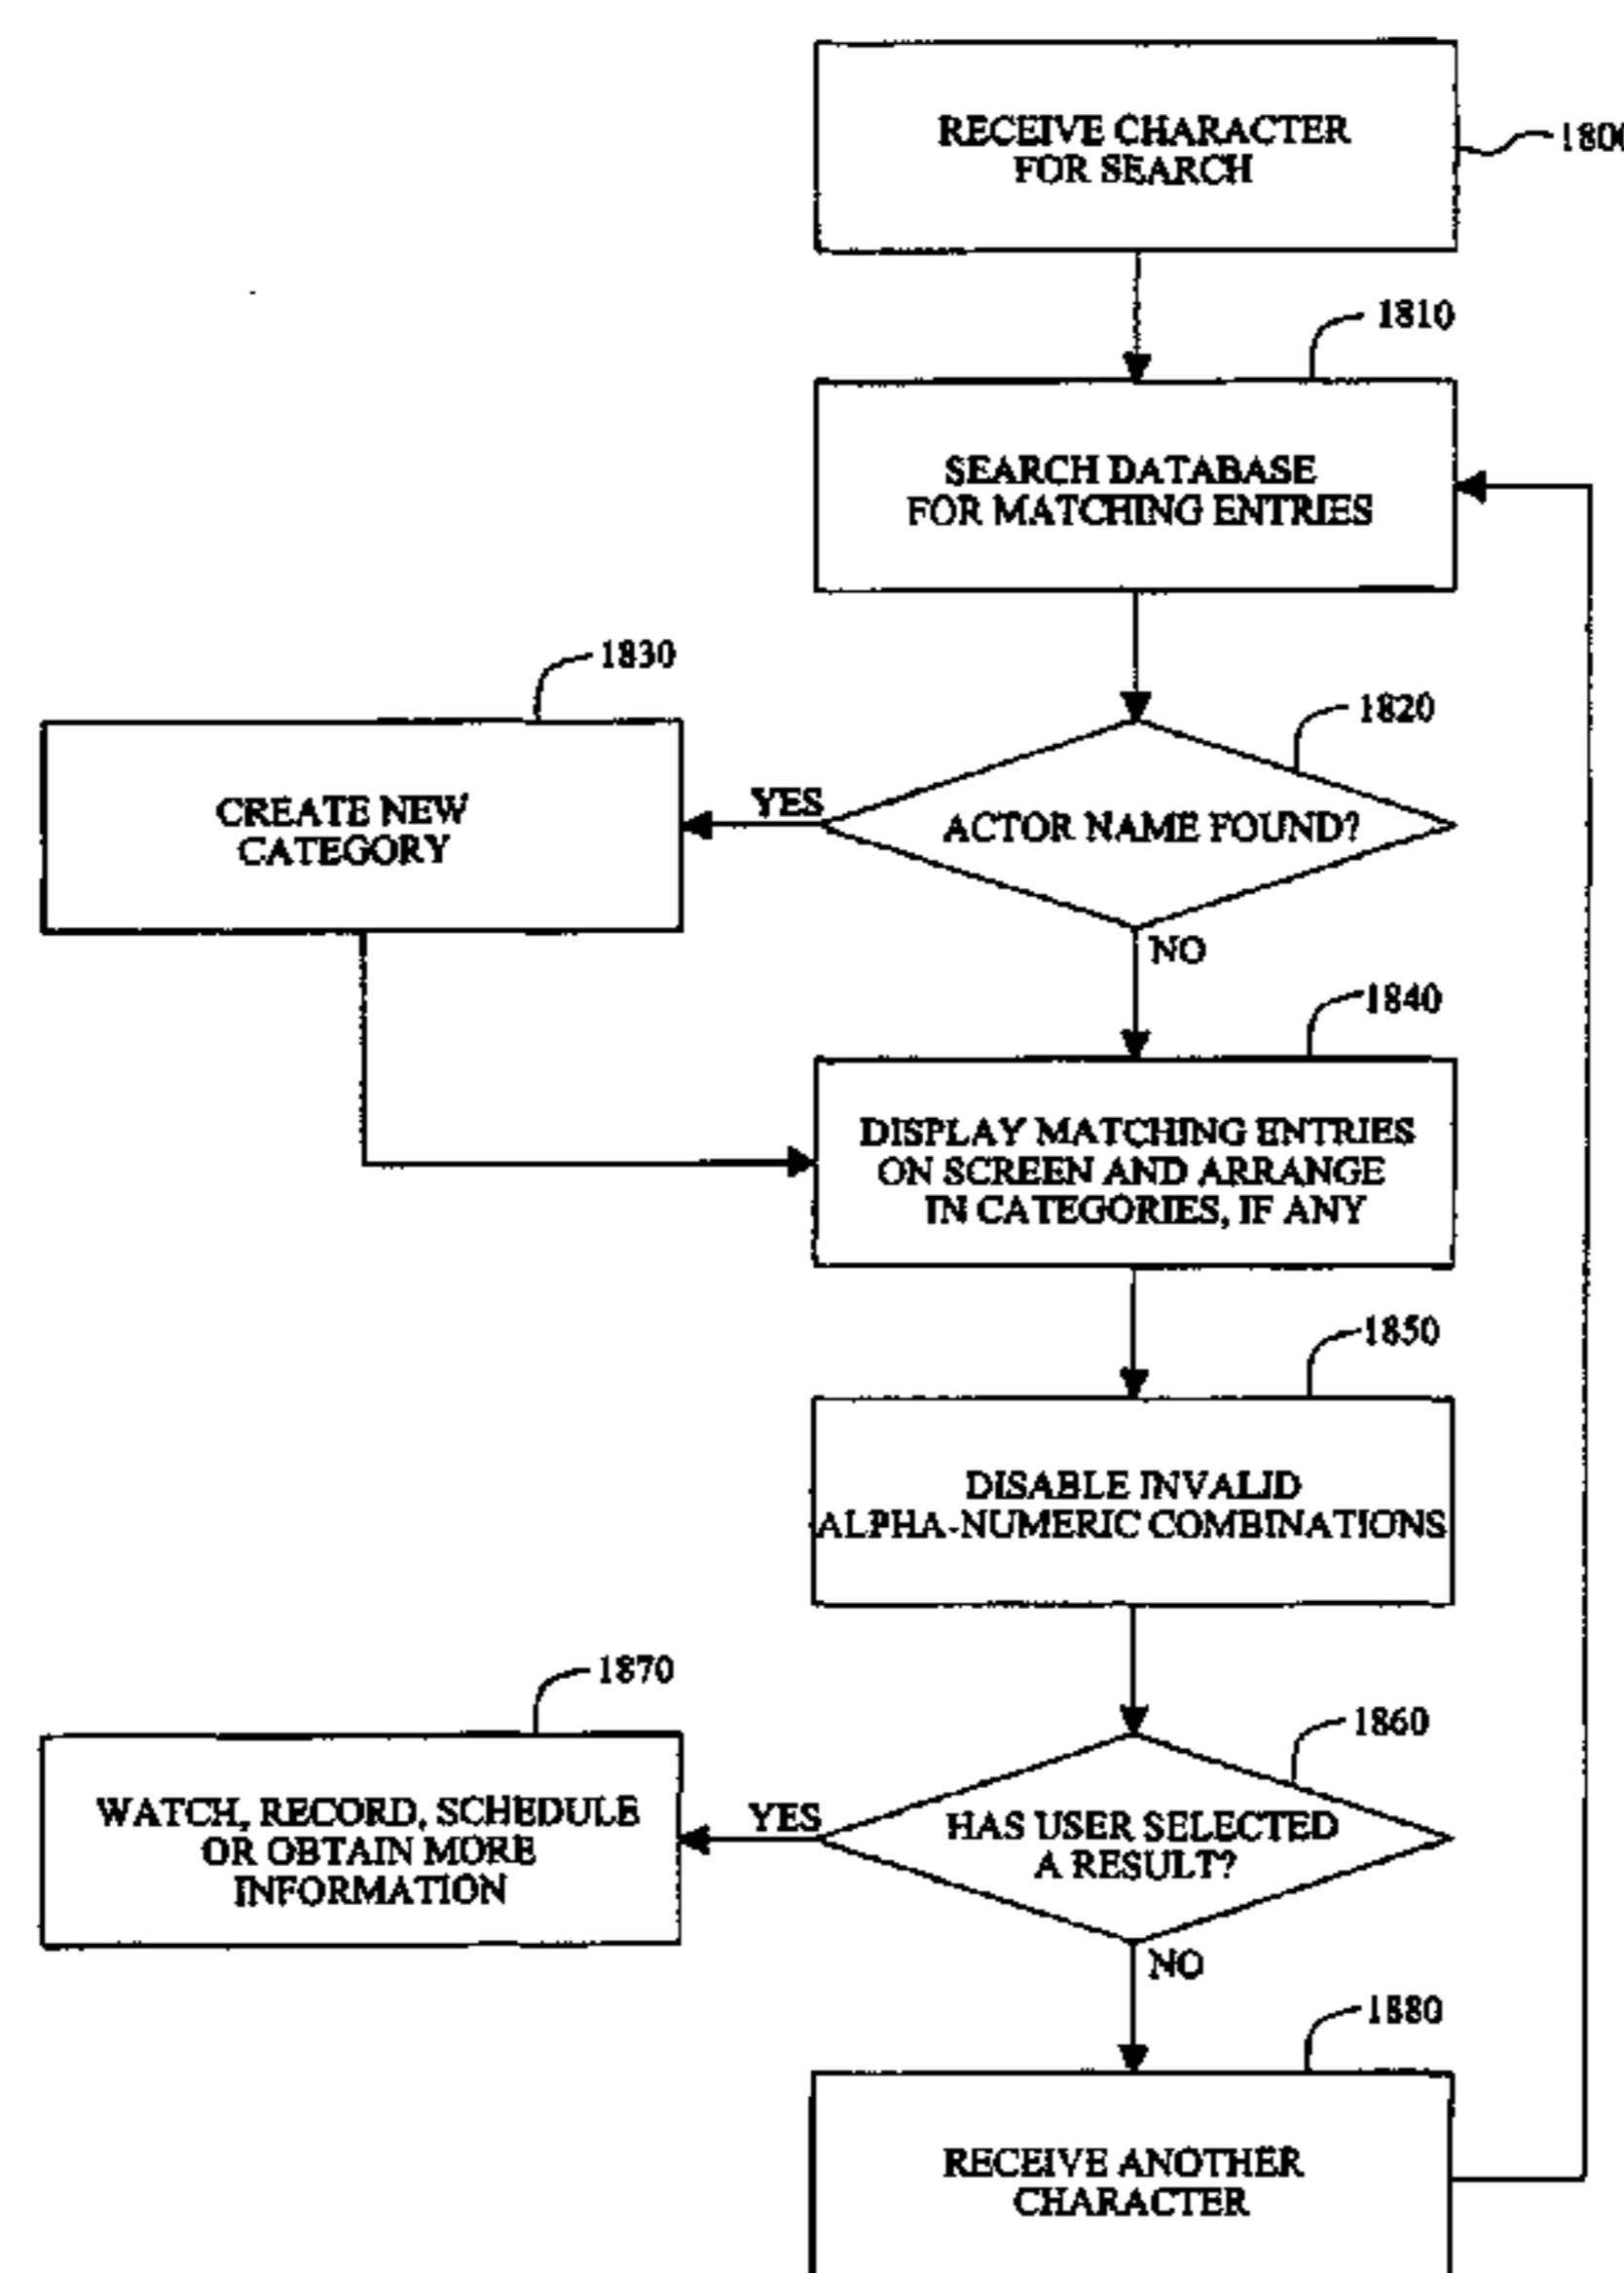 RECEIVE CHARACTER
FOR SEARCH
1800
1810
SEARCH DATABASE
FOR MATCHING ENTRIES
1830
1820
CREATE NEW
CATEGORY
YES
ACTOR NAME FOUND?
NO
1840
DISPLAY MATCHING ENTRIES
ON SCREEN AND ARRANGE
IN CATEGORIES, IF ANY
1850
DISABLE INVALID
ALPHA-NUMERIC COMBINATIONS
1870
1860
WATCH, RECORD, SCHEDULE
OR OBTAIN MORE
INFORMATION
YES
HAS USER SELECTED
A RESULT?
NO
1880
RECEIVE ANOTHER
CHARACTER